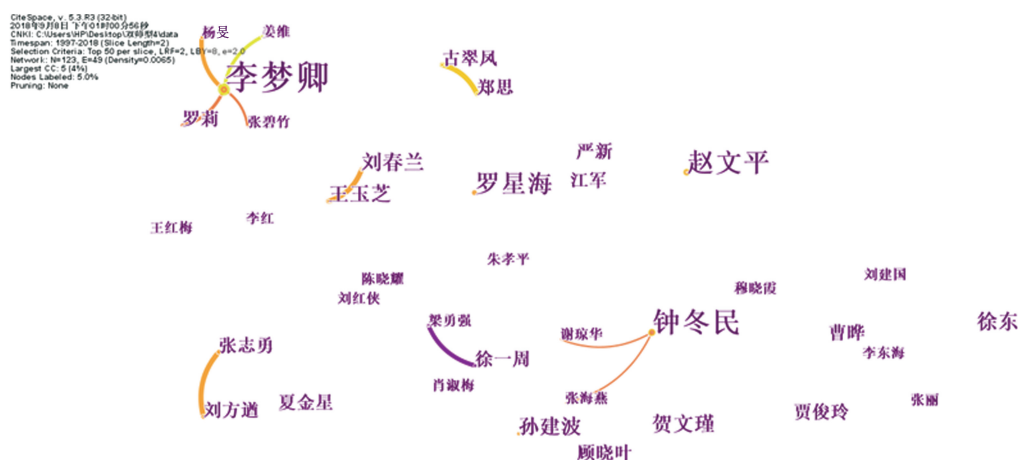 CiteSpace, v. 5.3.R3 (32-bit)
2018年9月8日 下午01时00分56秒
CNKI: C:\Users\HP\Desktop\双师型4\data
Timespan: 1997-2018 (Slice Length=2)
Selection Criteria: Top 50 per slice, LRF=2, LBY=8, e=2.0
Network: N=123, E=49 (Density=0.0065)
Largest CC: 5 (4%)
Nodes Labeled: 5.0%
Pruning: None
杨旻
姜维
李梦卿
罗莉
张碧竹
古翠凤
郑思
刘春兰
王玉芝
罗星海
严新
江军
赵文平
王红梅
李红
朱孝平
陈晓耀
刘红侠
穆晓霞
刘建国
梁勇强
徐一周
谢琼华
钟冬民
徐东
曹晔
李东海
张志勇
刘方遒
夏金星
肖淑梅
张海燕
孙建波
贺文瑾
贾俊玲
张丽
顾晓叶